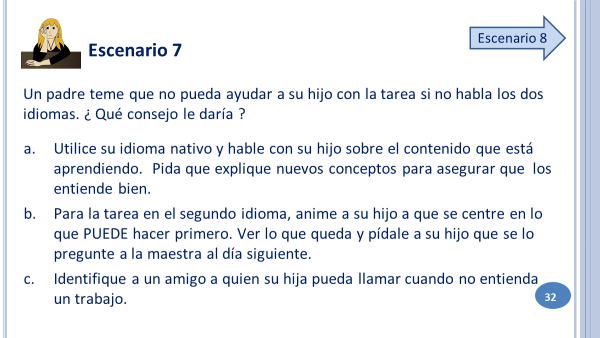 Escenario 8
Escenario 7
Un padre teme que no pueda ayudar a su hijo con la tarea si no habla los dos
idiomas. ¿ Qué consejo le daría ?
a. Utilice su idioma nativo y hable con su hijo sobre el contenido que está
aprendiendo. Pida que explique nuevos conceptos para asegurar que los
entiende bien.
b. Para la tarea en el segundo idioma, anime a su hijo a que se centre en lo
que PUEDE hacer primero. Ver lo que queda y pídale a su hijo que se lo
pregunte a la maestra al día siguiente.
c. Identifique a un amigo a quien su hija pueda llamar cuando no entienda
un trabajo.
32